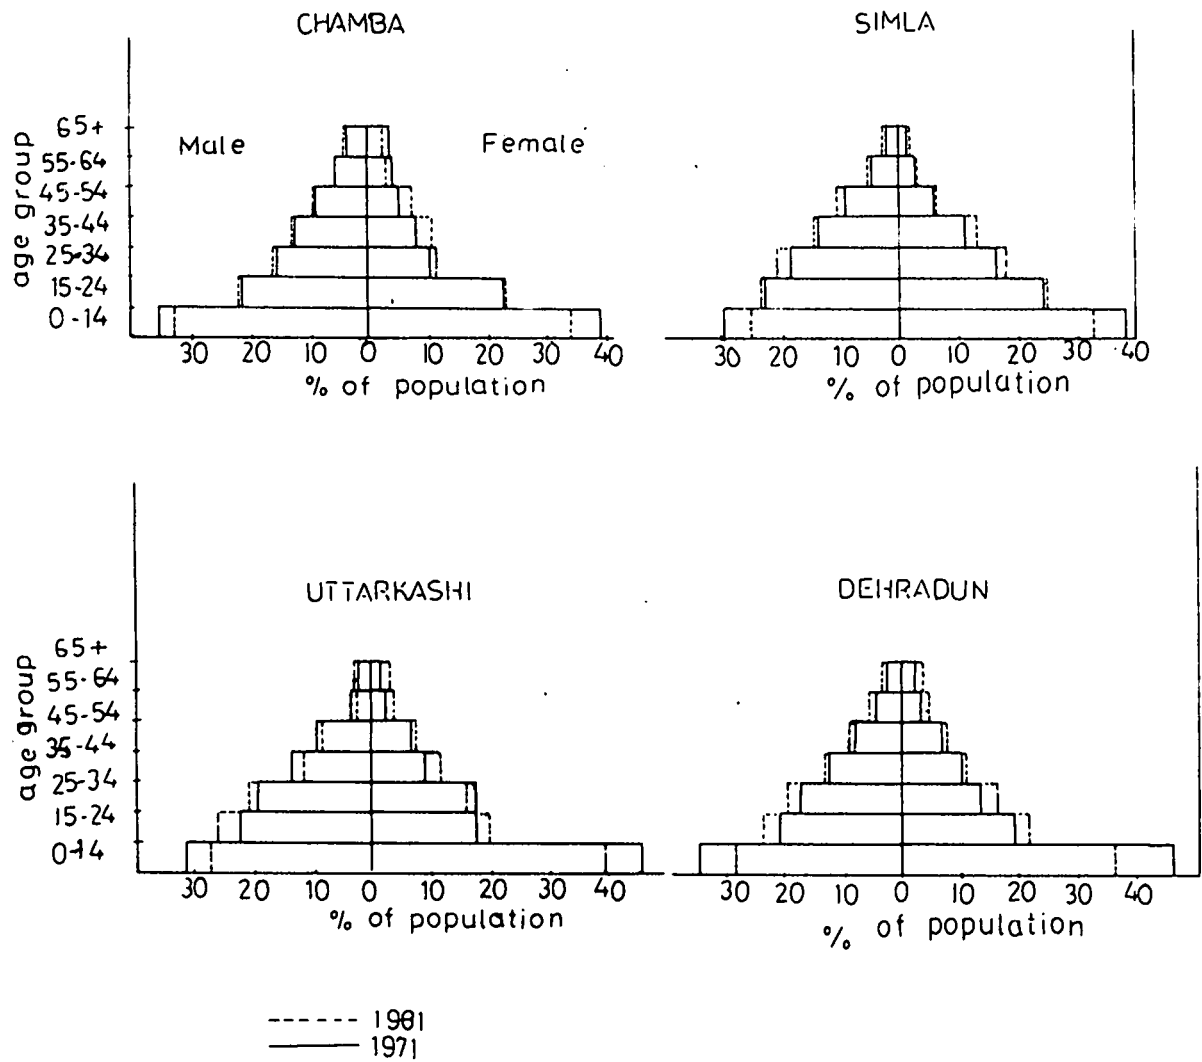 CHAMBA SIMLA
Male Female
age group
65+
55-64
45-54
35-44
25-34
15-24
0-14
30 20 10 0 10 20 30 40
% of population
30 20 10 0 10 20 30 40
% of population
UTTARKASHI DEHRADUN
age group
65+
55-64
45-54
35-44
25-34
15-24
0-14
30 20 10 0 10 20 30 40
% of population
30 20 10 0 10 20 30 40
% of population
1971